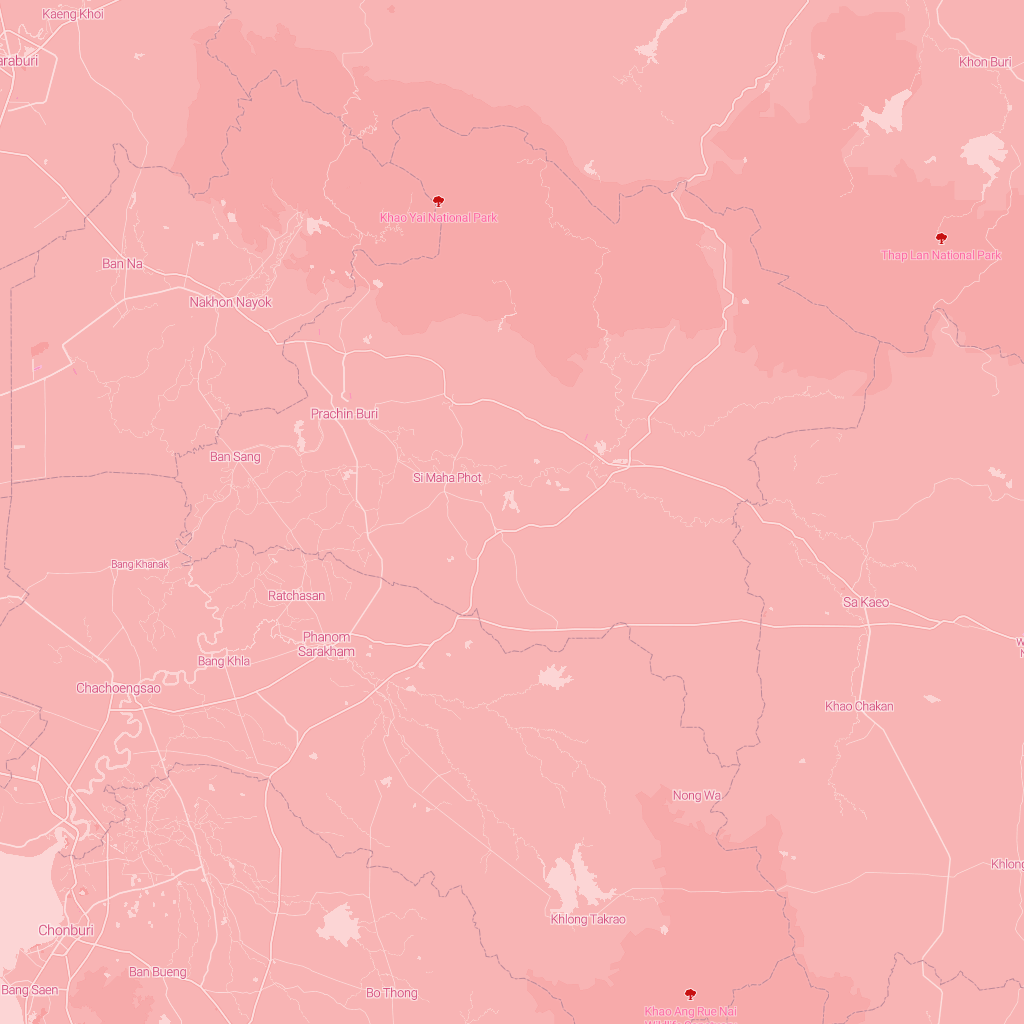 Kaeng Khoi
araburi
Khon Buri
Khao Yai National Park
Thap Lan National Park
Ban Na
Nakhon Nayok
Prachin Buri
Ban Sang
Si Maha Phot
Bang Khanak
Ratchasan
Sa Kaeo
Phanom
Sarakham
Bang Khla
Chachoengsao
Khao Chakan
Nong Wa
Khlong
Khlong Takrao
Chonburi
Ban Bueng
Bang Saen
Bo Thong
Khao Ang Rue Nai